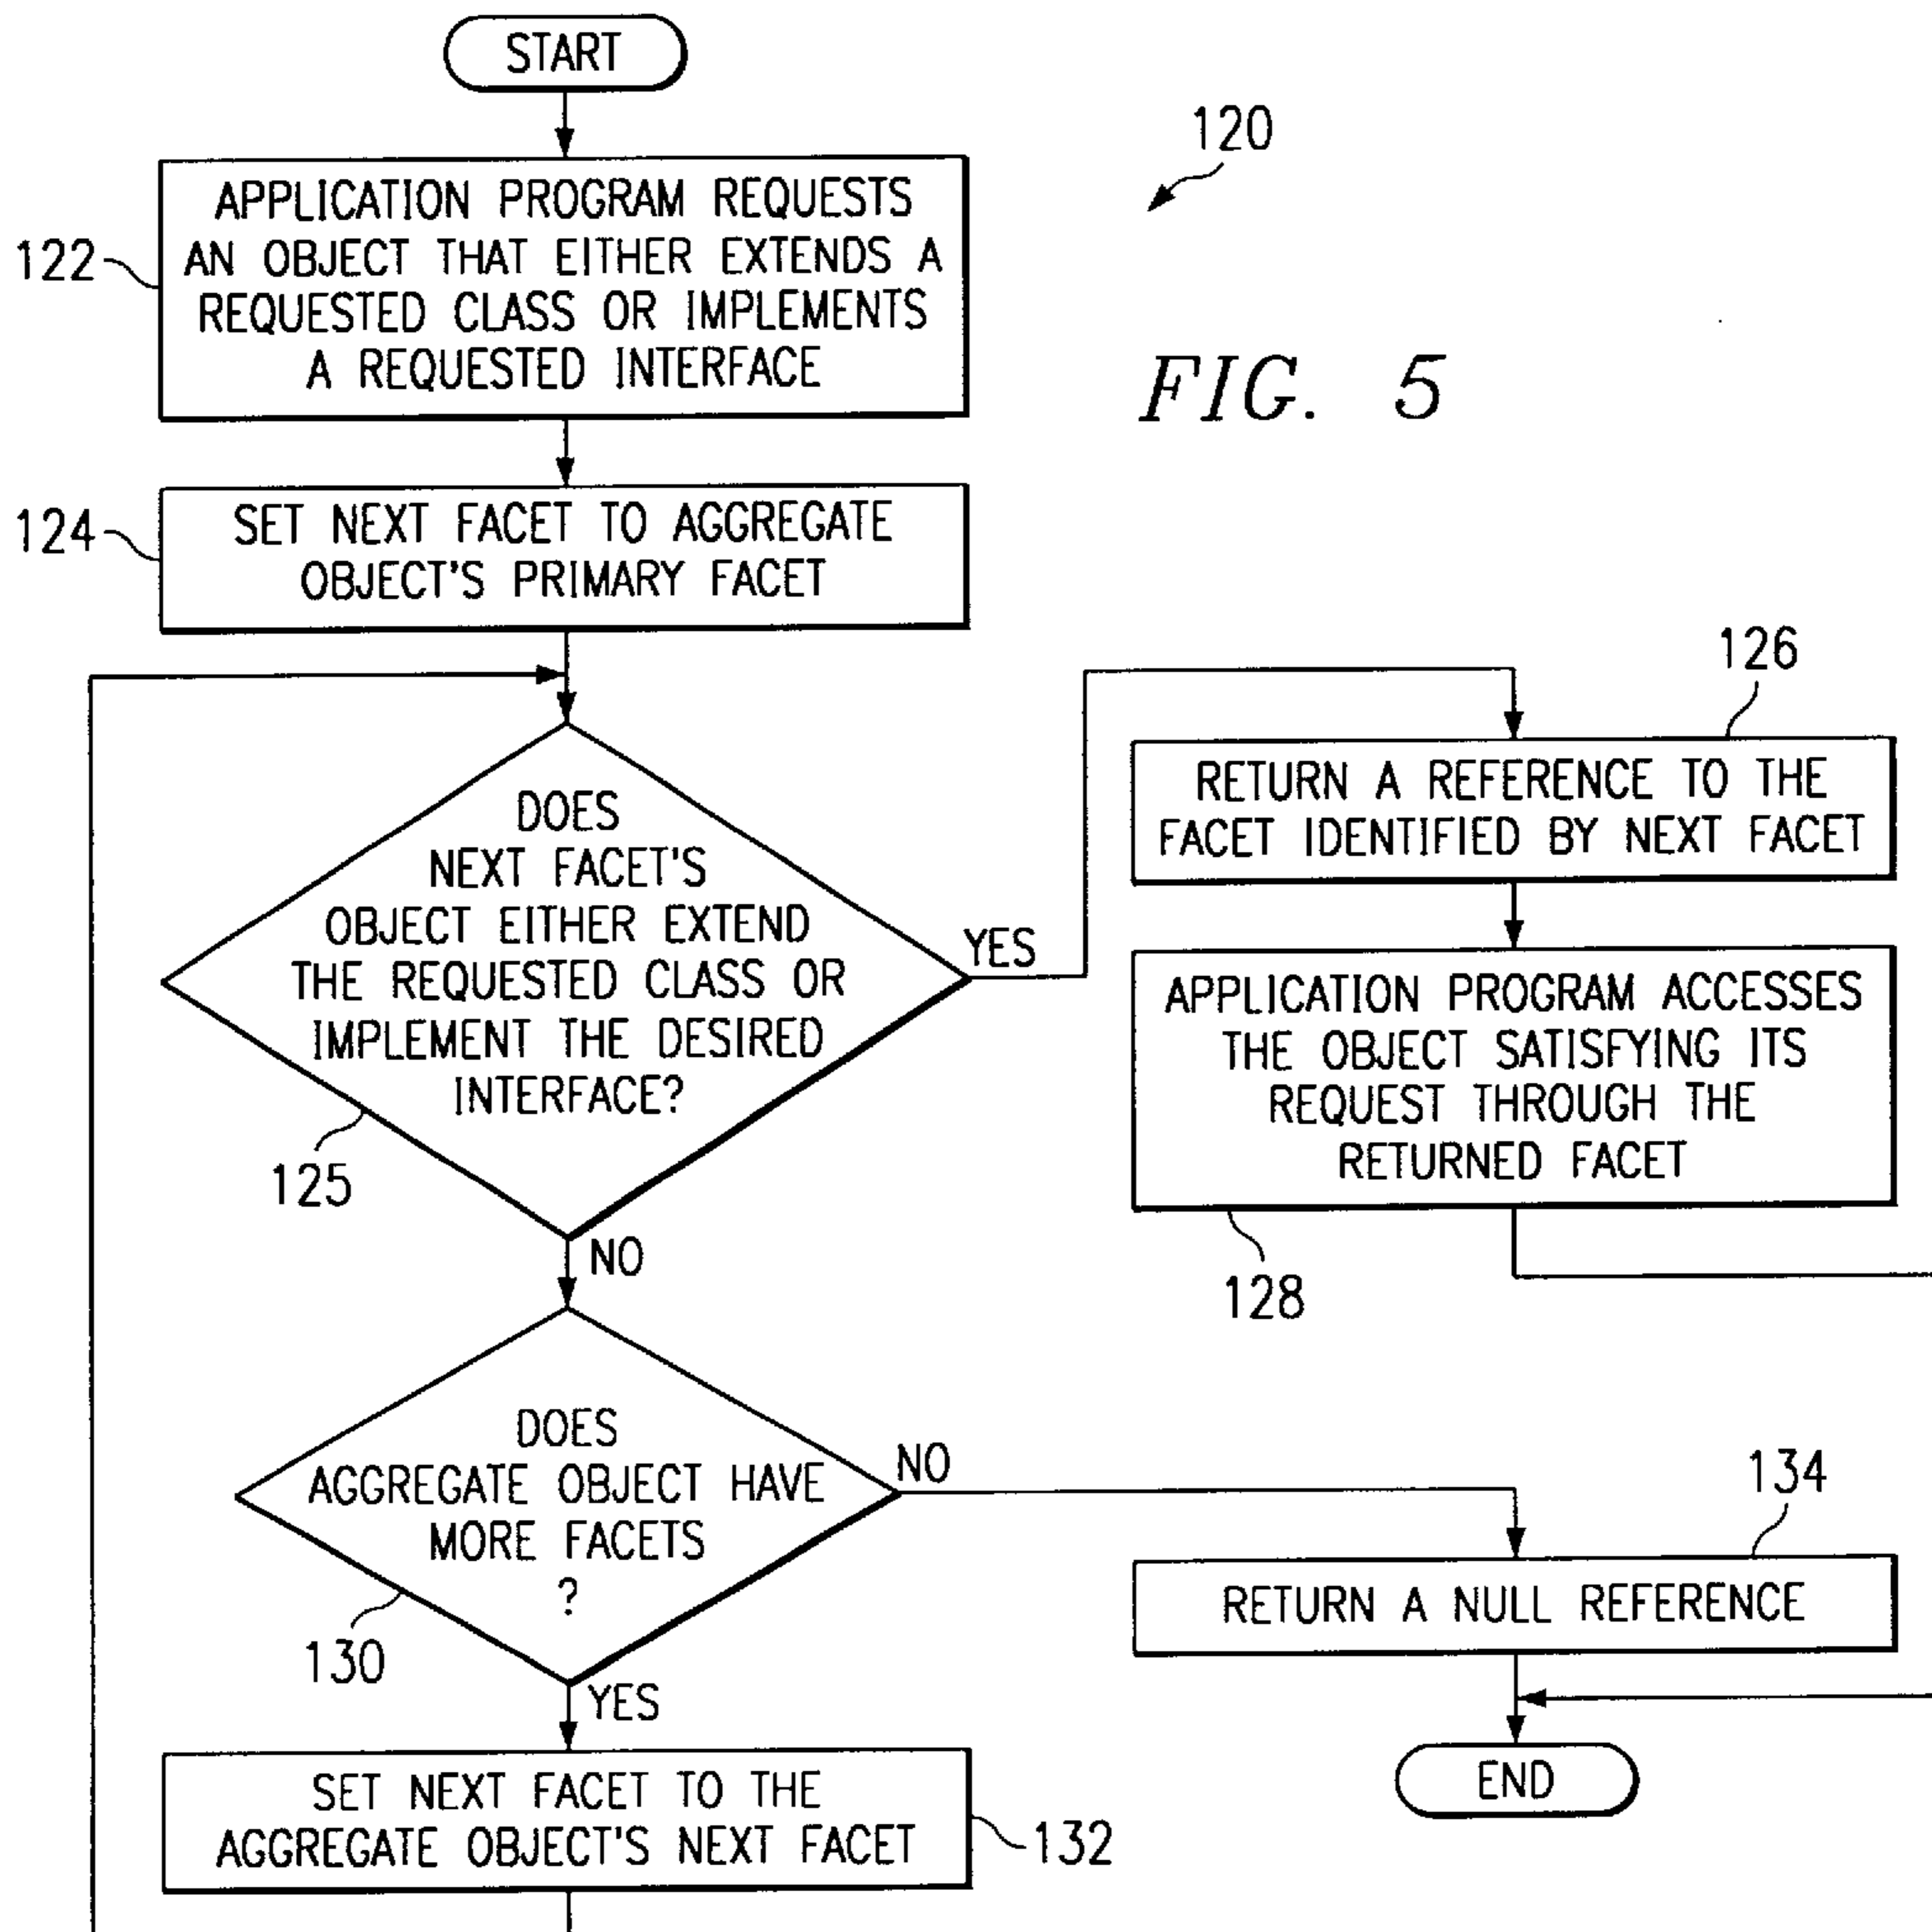 START
120
122
APPLICATION PROGRAM REQUESTS
AN OBJECT THAT EITHER EXTENDS A
REQUESTED CLASS OR IMPLEMENTS
A REQUESTED INTERFACE
FIG. 5
124
SET NEXT FACET TO AGGREGATE
OBJECT'S PRIMARY FACET
DOES
NEXT FACET'S
OBJECT EITHER EXTEND
THE REQUESTED CLASS OR
IMPLEMENT THE DESIRED
INTERFACE?
125
YES
NO
126
RETURN A REFERENCE TO THE
FACET IDENTIFIED BY NEXT FACET
APPLICATION PROGRAM ACCESSES
THE OBJECT SATISFYING ITS
REQUEST THROUGH THE
RETURNED FACET
128
DOES
AGGREGATE OBJECT HAVE
MORE FACETS
?
130
NO
YES
134
RETURN A NULL REFERENCE
SET NEXT FACET TO THE
AGGREGATE OBJECT'S NEXT FACET
132
END